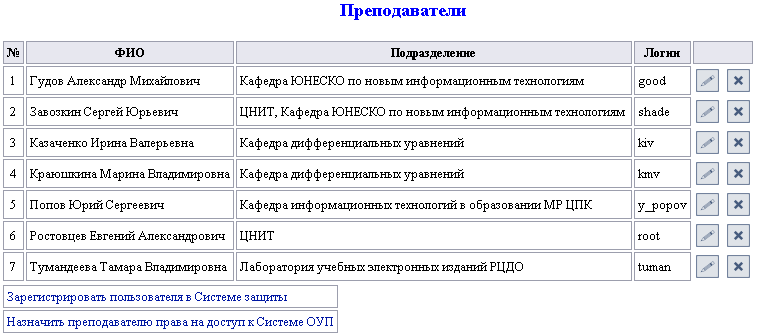 Преподаватели
№ ФИО Подразделение Логин
1 Гудов Александр Михайлович Кафедра ЮНЕСКО по новым информационным технологиям good
2 Завозкин Сергей Юрьевич ЦНИТ, Кафедра ЮНЕСКО по новым информационным технологиям shade
3 Казаченко Ирина Валерьевна Кафедра дифференциальных уравнений kiv
4 Краюшкина Марина Владимировна Кафедра дифференциальных уравнений kmv
5 Попов Юрий Сергеевич Кафедра информационных технологий в образовании МР ЦПК y_popov
6 Ростовцев Евгений Александрович ЦНИТ root
7 Тумандеева Тамара Владимировна Лаборатория учебных электронных изданий РЦДО tuman
Зарегистрировать пользователя в Системе защиты
Назначить преподавателю права на доступ к Системе ОУП